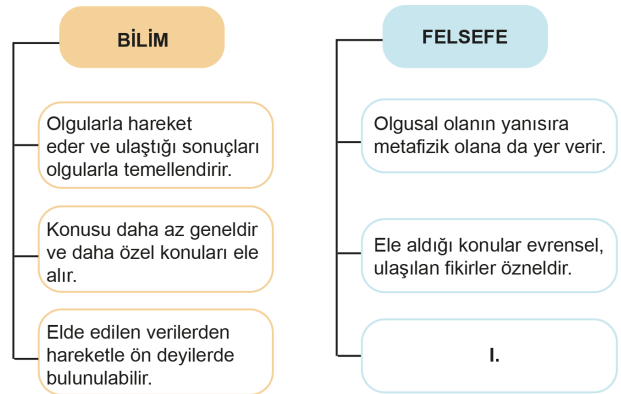 BİLİM
Olgularla hareket
eder ve ulaştığı sonuçları
olgularla temellendirir.
Konusu daha az geneldir
ve daha özel konuları ele
alır.
Elde edilen verilerden
hareketle ön deyilerde
bulunulabilir.
FELSEFE
Olgusal olanın yanısıra
metafizik olana da yer verir.
Ele aldığı konular evrensel,
ulaşılan fikirler özneldir.
I.